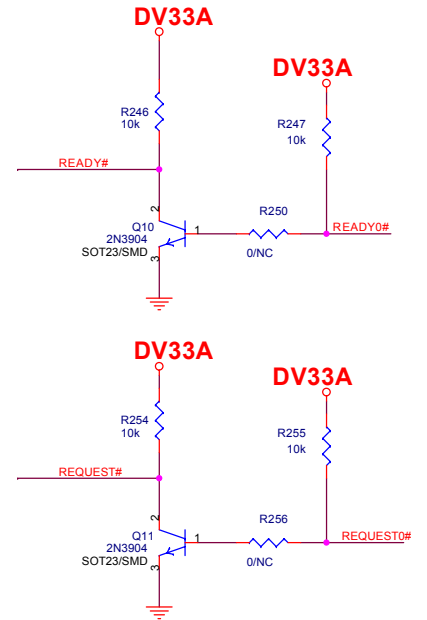 DV33A
DV33A
R246
10k
R247
10k
READY#
2
R250
READY0#
Q10
1
2N3904
SOT23/SMD
0/NC
3
DV33A
DV33A
R254
10k
R255
10k
REQUEST#
2
R256
REQUEST0#
Q11
1
2N3904
SOT23/SMD
0/NC
3